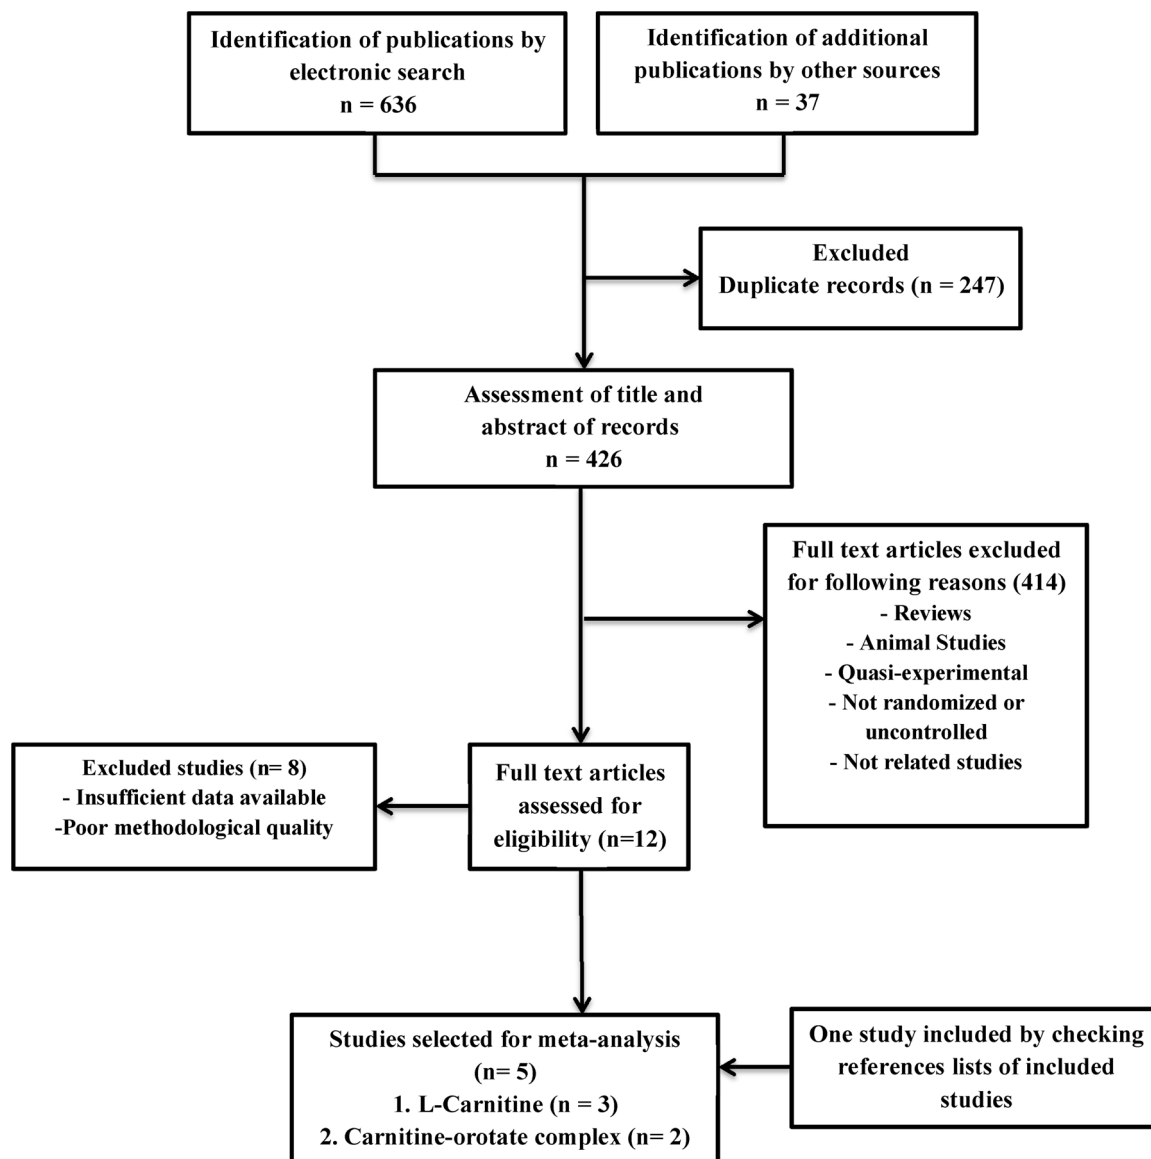 Identification of publications by
electronic search
n = 636
Identification of additional
publications by other sources
n = 37
Excluded
Duplicate records (n = 247)
Assessment of title and
abstract of records
n = 426
Full text articles excluded
for following reasons (414)
- Reviews
- Animal Studies
- Quasi-experimental
- Not randomized or
uncontrolled
- Not related studies
Excluded studies (n= 8)
- Insufficient data available
-Poor methodological quality
Full text articles
assessed for
eligibility (n=12)
Studies selected for meta-analysis
(n= 5)
1. L-Carnitine (n = 3)
2. Carnitine-orotate complex (n= 2)
One study included by checking
references lists of included
studies